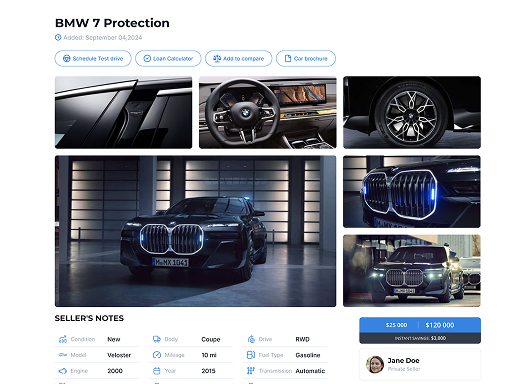 BMW 7 Protection
Added: September 04,2024
Schedule Test drive
Loan Calculator
Add to compare
Car brochure
M:MX 1041
M:MX 1041
SELLER'S NOTES
Condition New
Body Coupe
Drive RWD
Model Veloster
Mileage 10 mi
Fuel Type Gasoline
Engine 2000
Year 2015
Transmission Automatic
$25 000 $120 000
INSTANT SAVINGS: $3,000
Jane Doe
Private Seller